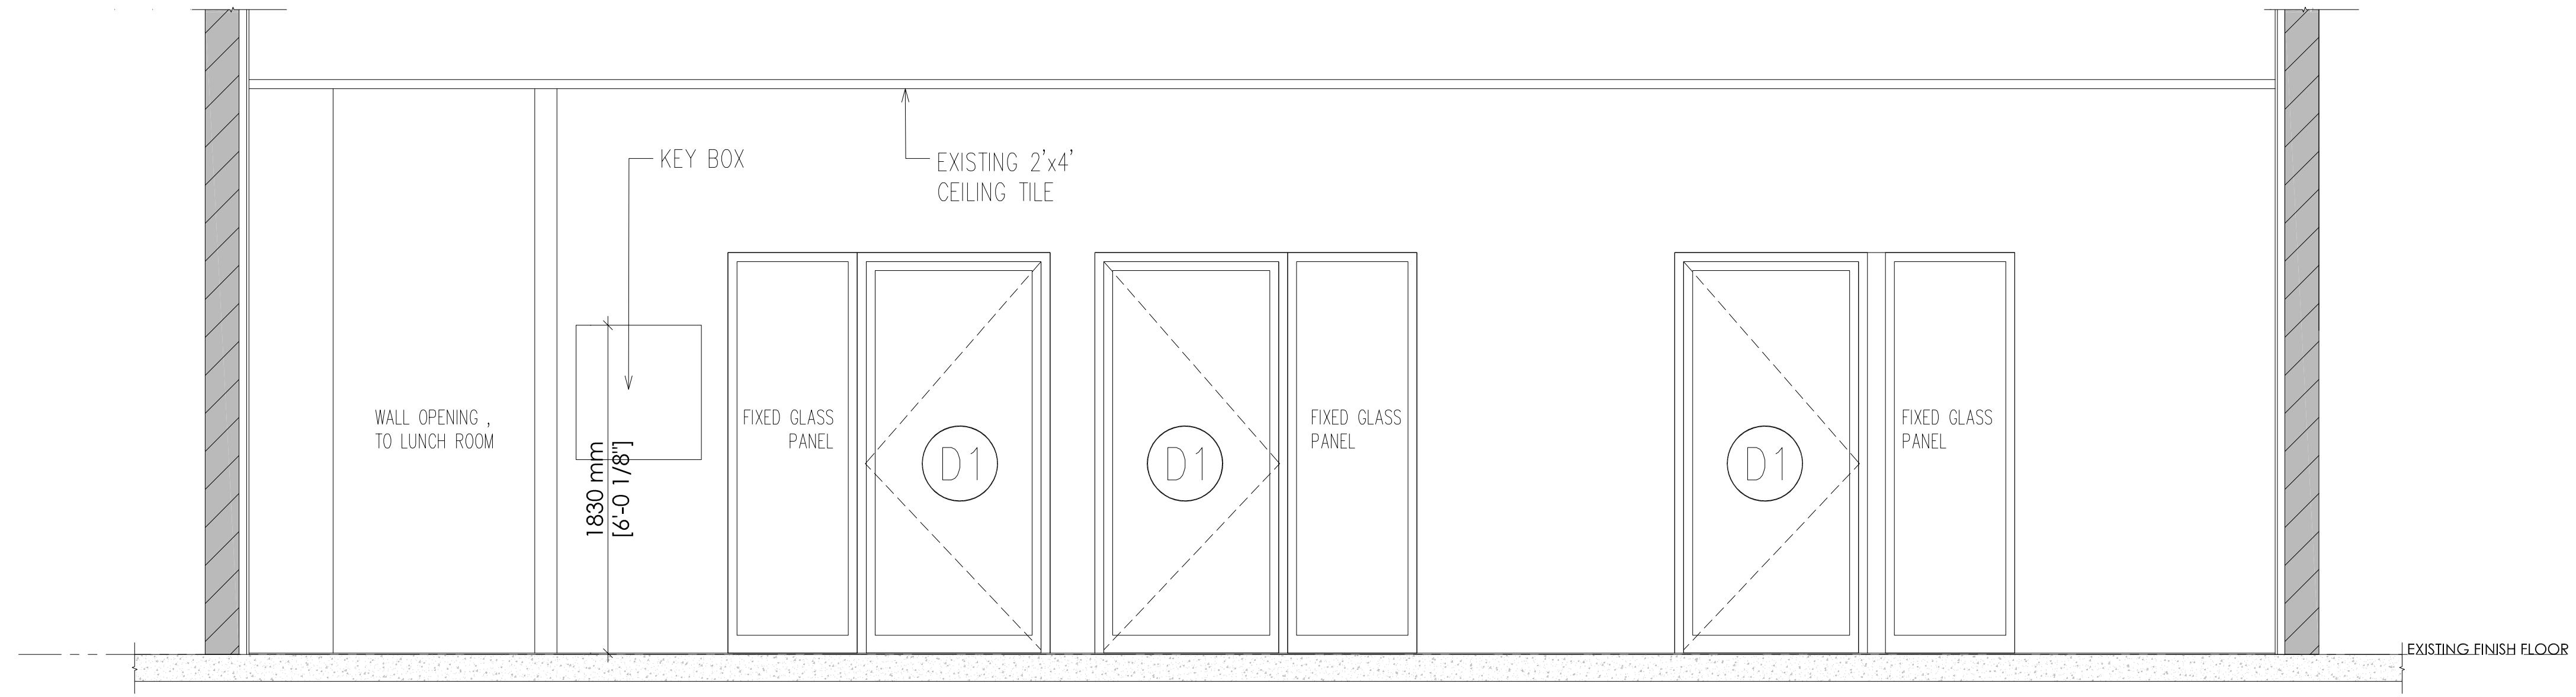 KEY BOX
EXISTING 2'x4'
CEILING TILE
WALL OPENING ,
TO LUNCH ROOM
1830 mm
[6'-0 1/8"]
FIXED GLASS
PANEL
D1
D1
FIXED GLASS
PANEL
D1
FIXED GLASS
PANEL
EXISTING FINISH FLOOR